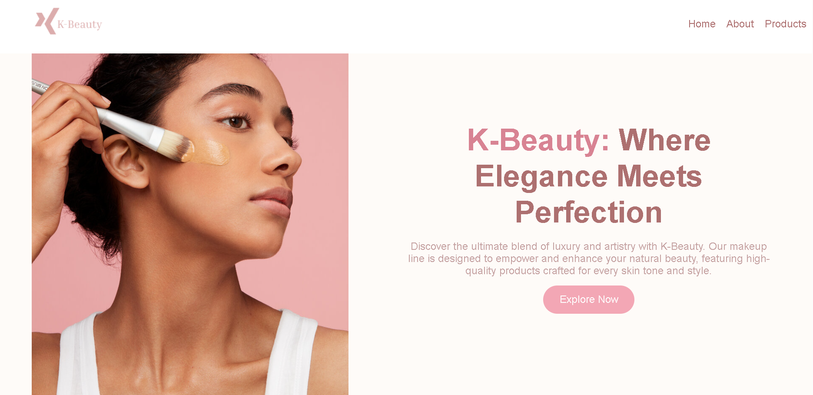 K-Beauty
Home About Products
K-Beauty: Where
Elegance Meets
Perfection
Discover the ultimate blend of luxury and artistry with K-Beauty. Our makeup
line is designed to empower and enhance your natural beauty, featuring high-
quality products crafted for every skin tone and style.
Explore Now